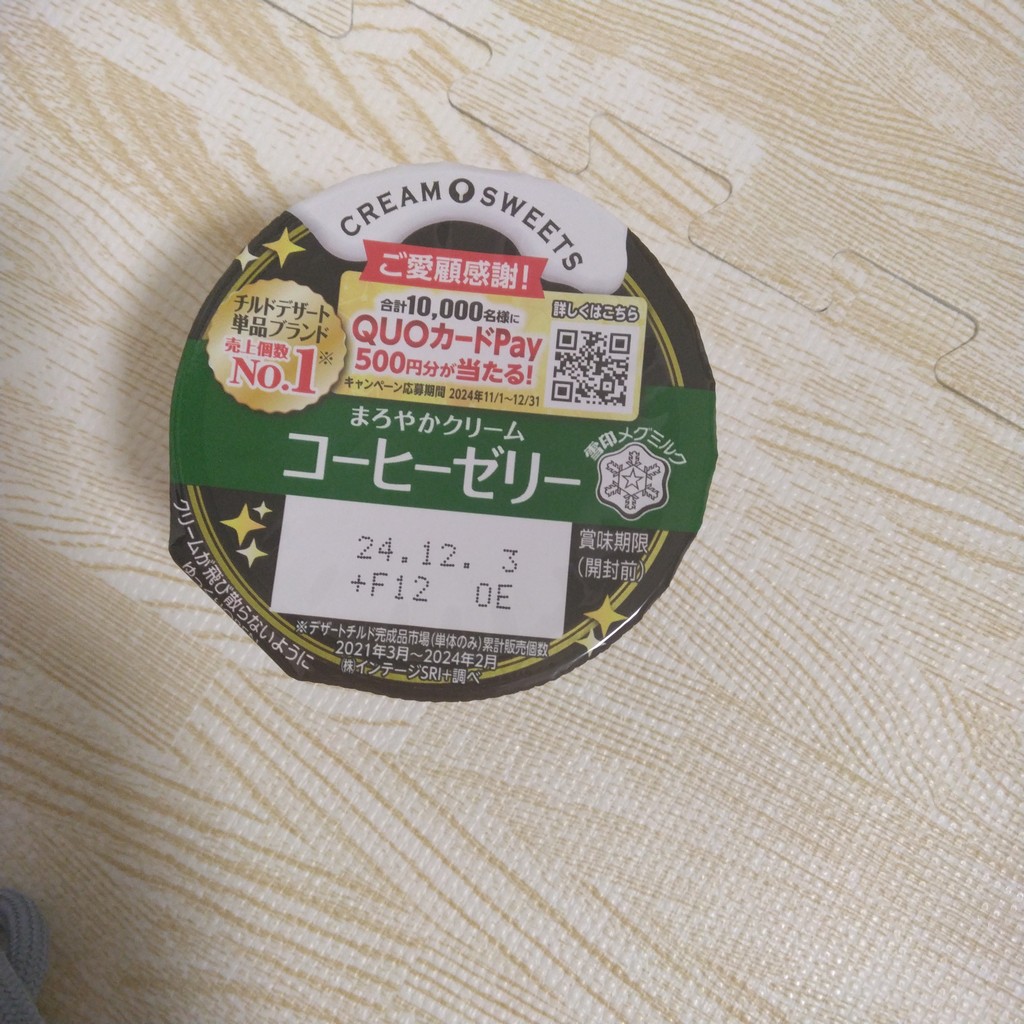 CREAM SWEETS
ご愛顧感謝!
合計10,000名様に
QUOカードPay
500円分が当たる!
キャンペーン応募期間 2024年11/1~12/31
詳しくはこちら
チルドデザート
単品ブランド
売上個数
No.1※
まろやかクリーム
コーヒーゼリー
雪印メグミルク
24.12. 3
+F12 OE
賞味期限
(開封前)
※デザートチルド完成品市場(単体のみ)累計販売個数
2021年3月~2024年2月
㈱インテージSRI+調べ
クリームが飛び散らないように